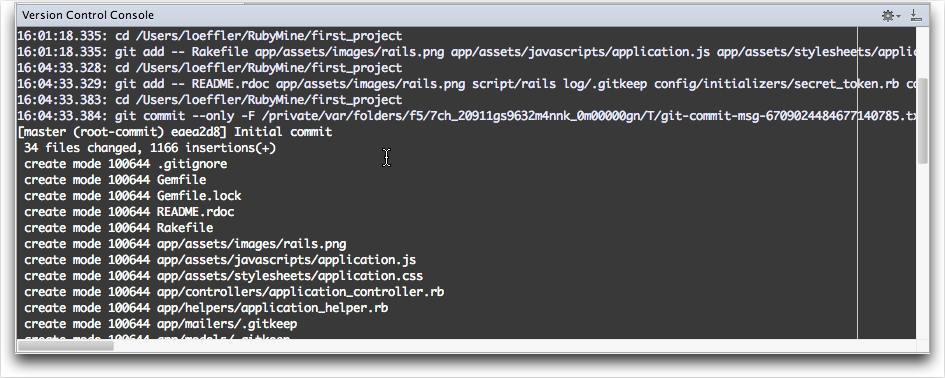 Version Control Console
16:01:18.335: cd /Users/loeffler/RubyMine/first_project
16:01:18.335: git add -- Rakefile app/assets/images/rails.png app/assets/javascripts/application.js app/assets/stylesheets/applic
16:04:33.328: cd /Users/loeffler/RubyMine/first_project
16:04:33.329: git add -- README.rdoc app/assets/images/rails.png script/rails log/.gitkeep config/initializers/secret_token.rb co
16:04:33.383: cd /Users/loeffler/RubyMine/first_project
16:04:33.384: git commit --only -F /private/var/folders/f5/7ch_20911gs9632m4nnk_0m00000gn/T/git-commit-msg-6709024484677140785.tx
[master (root-commit) eaea2d8] Initial commit
34 files changed, 1166 insertions(+)
create mode 100644 .gitignore
create mode 100644 Gemfile
create mode 100644 Gemfile.lock
create mode 100644 README.rdoc
create mode 100644 Rakefile
create mode 100644 app/assets/images/rails.png
create mode 100644 app/assets/javascripts/application.js
create mode 100644 app/assets/stylesheets/application.css
create mode 100644 app/controllers/application_controller.rb
create mode 100644 app/helpers/application_helper.rb
create mode 100644 app/mailers/.gitkeep
create mode 100644 app/models/.gitkeep